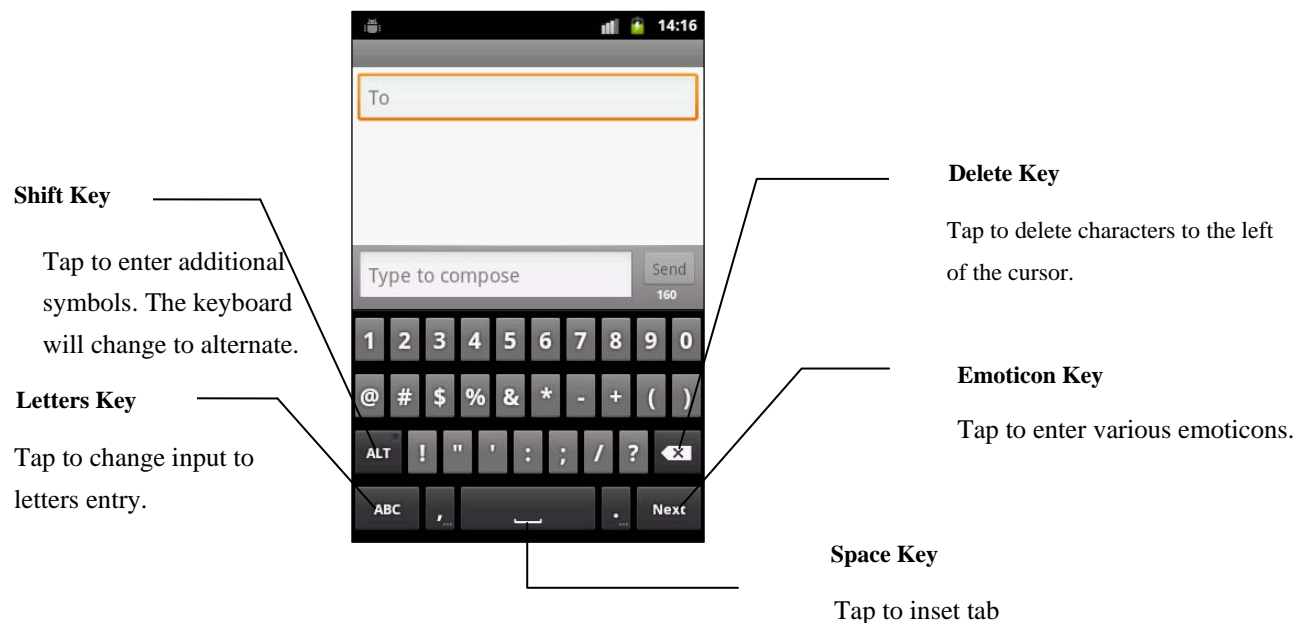 14:16
To
Shift Key
Tap to enter additional
symbols. The keyboard
will change to alternate.
Letters Key
Tap to change input to
letters entry.
Type to compose
Send
160
1 2 3 4 5 6 7 8 9 0
@ # $ % & * - + ( )
ALT ! " ' : ; / ?
ABC , ... . ... Next
Delete Key
Tap to delete characters to the left
of the cursor.
Emoticon Key
Tap to enter various emoticons.
Space Key
Tap to inset tab